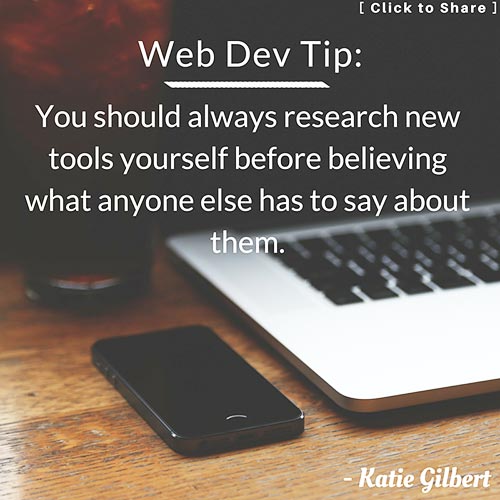 [ Click to Share ]
Web Dev Tip:
You should always research new
tools yourself before believing
what anyone else has to say about
them.
- Katie Gilbert